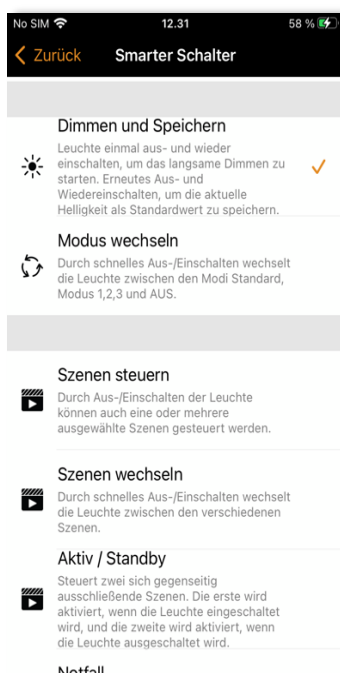 No SIM 12.31 58 %
Zurück Smarter Schalter
Dimmen und Speichern
Leuchte einmal aus- und wieder
einschalten, um das langsame Dimmen zu
starten. Erneutes Aus- und
Wiedereinschalten, um die aktuelle
Helligkeit als Standardwert zu speichern.
Modus wechseln
Durch schnelles Aus-/Einschalten wechselt
die Leuchte zwischen den Modi Standard,
Modus 1,2,3 und AUS.
Szenen steuern
Durch Aus-/Einschalten der Leuchte
können auch eine oder mehrere
ausgewählte Szenen gesteuert werden.
Szenen wechseln
Durch schnelles Aus-/Einschalten wechselt
die Leuchte zwischen den verschiedenen
Szenen.
Aktiv / Standby
Steuert zwei sich gegenseitig
ausschließende Szenen. Die erste wird
aktiviert, wenn die Leuchte eingeschaltet
wird, und die zweite wird aktiviert, wenn
die Leuchte ausgeschaltet wird.
Notfall